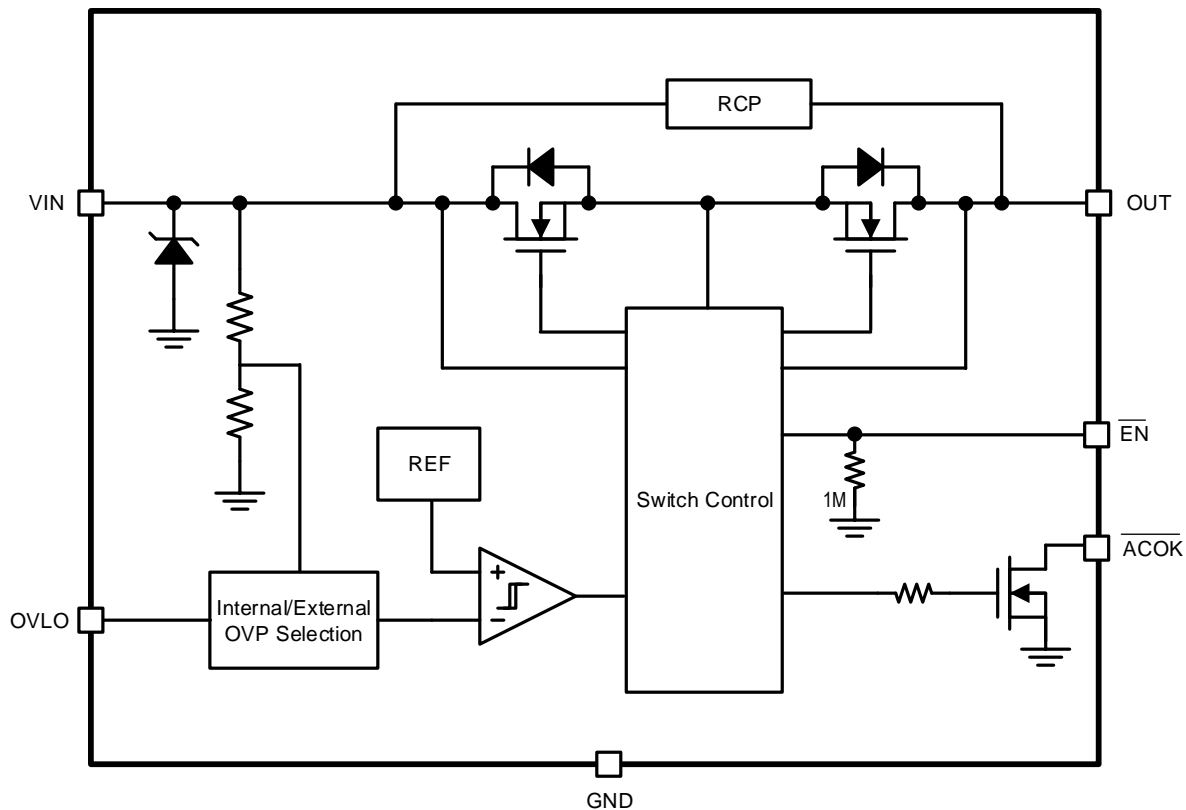 RCP
VIN
OUT
EN
REF
Switch Control
1M
ACOK
+
Internal/External
OVP Selection
OVLO
−
GND